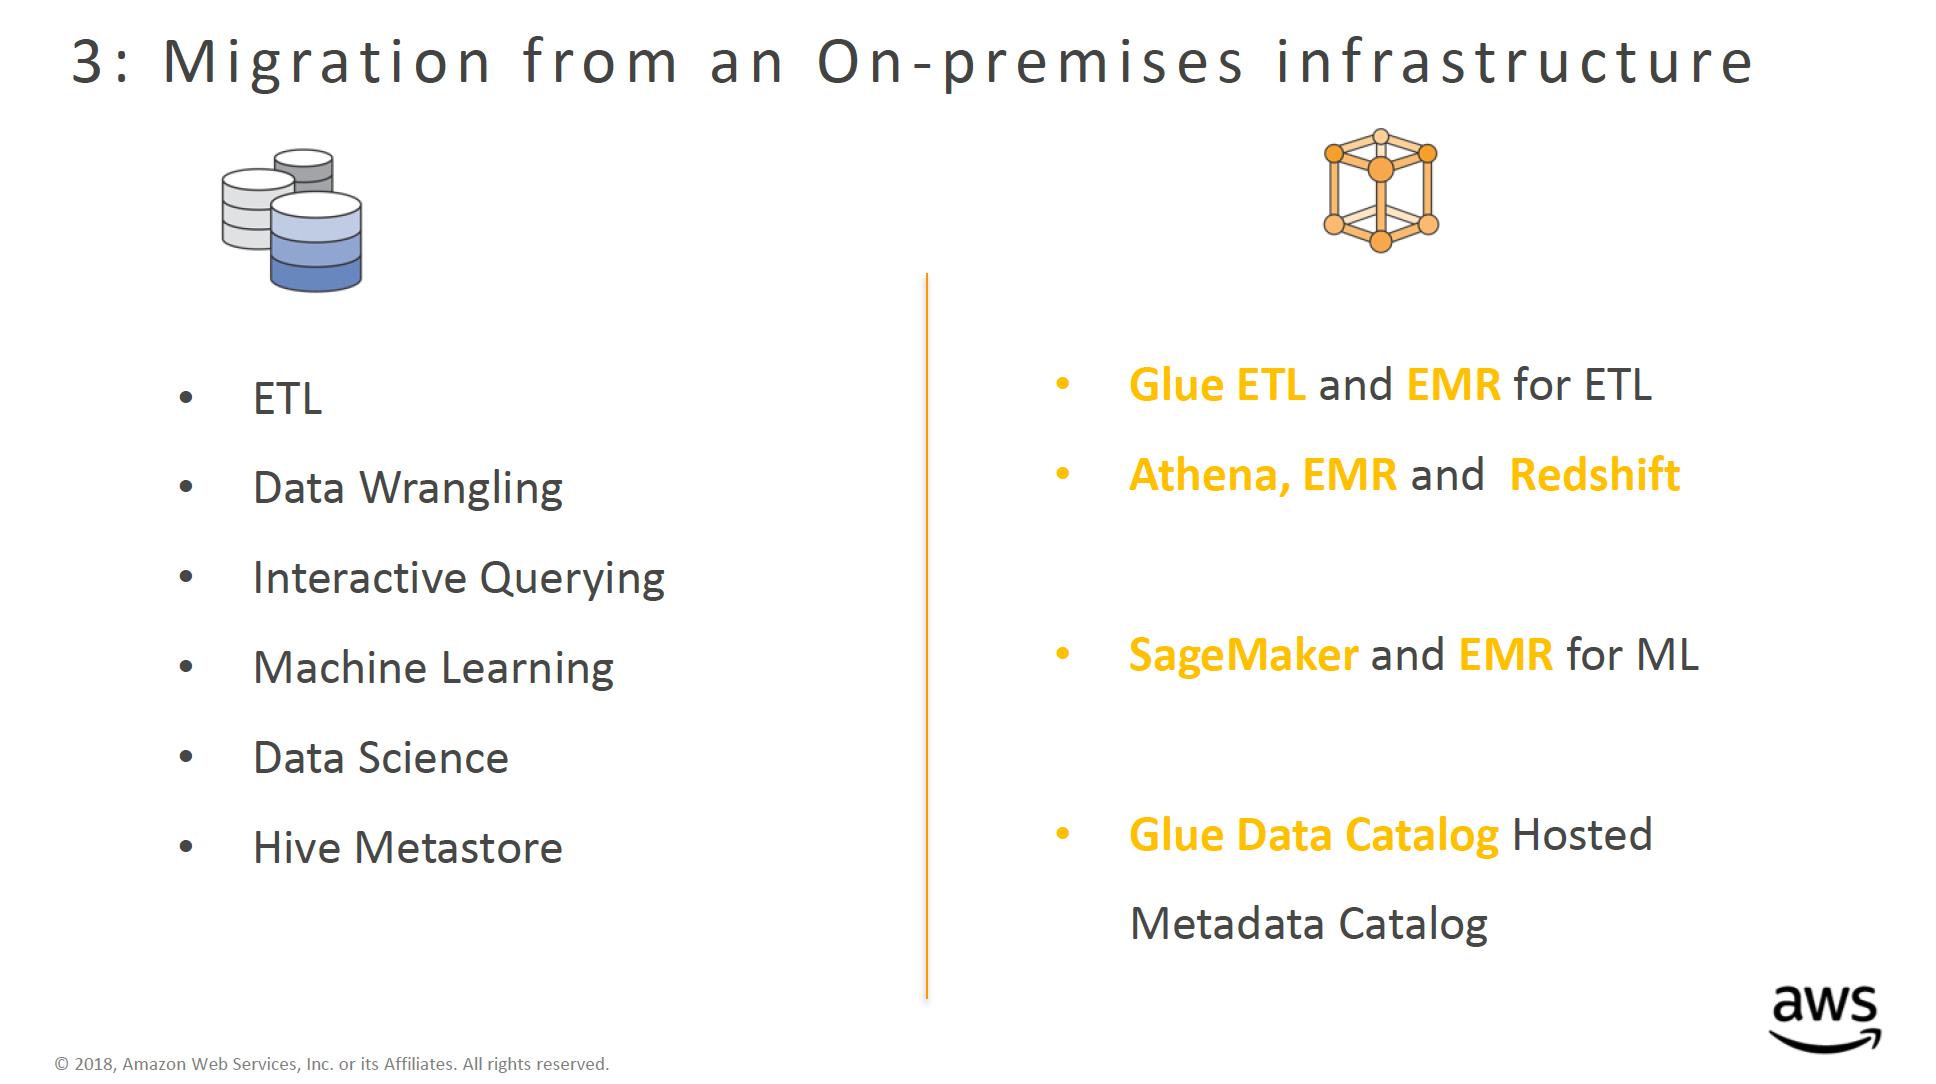 3: Migration from an On-premises infrastructure
• ETL
• Data Wrangling
• Interactive Querying
• Machine Learning
• Data Science
• Hive Metastore
• Glue ETL and EMR for ETL
• Athena, EMR and Redshift
• SageMaker and EMR for ML
• Glue Data Catalog Hosted
Metadata Catalog
aws
© 2018, Amazon Web Services, Inc. or its Affiliates. All rights reserved.